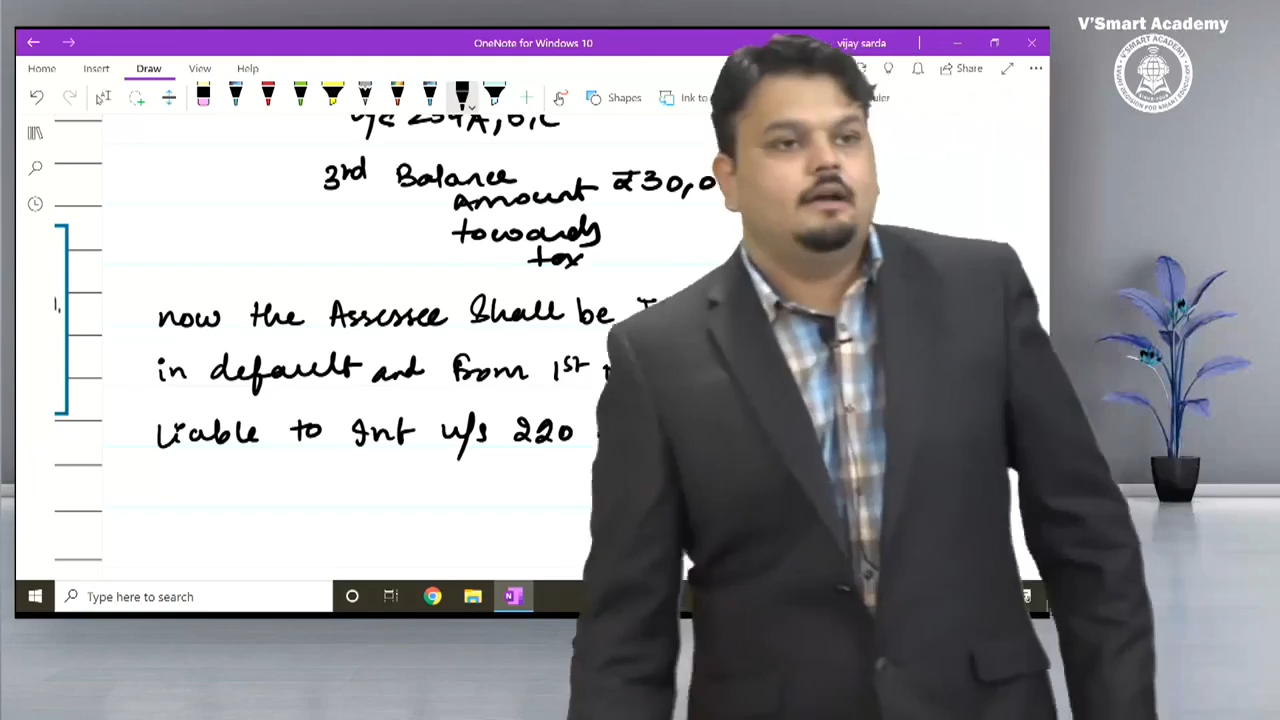 V'Smart Academy
OneNote for Windows 10
vijay sarda
Home Insert Draw View Help
Shapes
Ink to
Share
3rd Balance
Amount ₹30,0
towards
tax
now the Assessee Shall be
in default and from 1st
liable to Int u/s 220
Type here to search